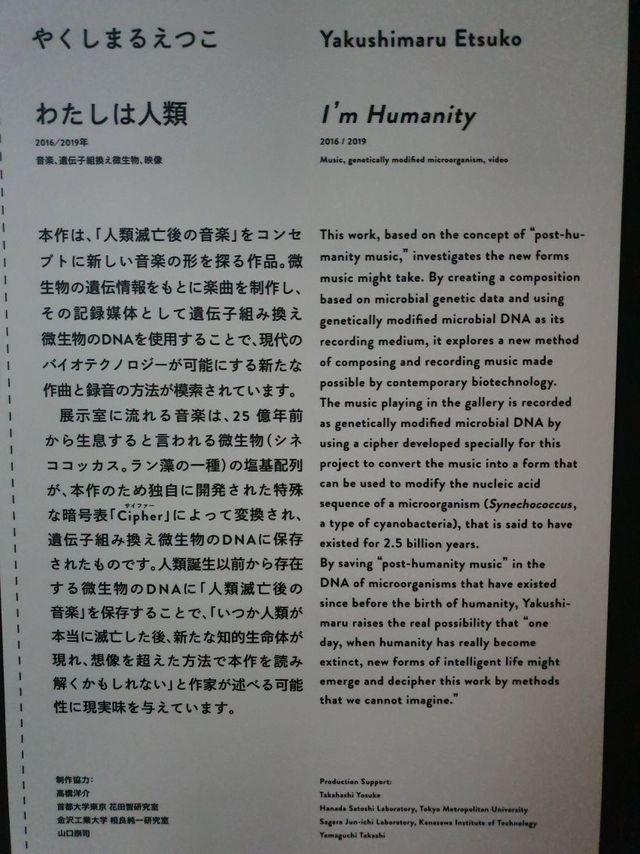 やくしまるえつこ
わたしは人類
2016/2019年
音楽、遺伝子組換え微生物、映像
本作は、「人類滅亡後の音楽」をコンセ
プトに新しい音楽の形を探る作品。微
生物の遺伝情報をもとに楽曲を制作し、
その記録媒体として遺伝子組み換え
微生物のDNAを使用することで、現代の
バイオテクノロジーが可能にする新たな
作曲と録音の方法が模索されています。
展示室に流れる音楽は、25 億年前
から生息すると言われる微生物(シネ
ココッカス。ラン藻の一種)の塩基配列
が、本作のため独自に開発された特殊
サイファー
な暗号表「Cipher」によって変換され、
遺伝子組み換え微生物のDNAに保存
されたものです。人類誕生以前から存在
する微生物のDNAに「人類滅亡後の
音楽」を保存することで、「いつか人類が
本当に滅亡した後、新たな知的生命体が
現れ、想像を超えた方法で本作を読み
解くかもしれない」と作家が述べる可能
性に現実味を与えています。
制作協力:
高橋洋介
首都大学東京 花田智研究室
金沢工業大学 相良純一研究室
山口崇司
Yakushimaru Etsuko
I'm Humanity
2016 / 2019
Music, genetically modified microorganism, video
This work, based on the concept of “post-hu-
manity music,” investigates the new forms
music might take. By creating a composition
based on microbial genetic data and using
genetically modified microbial DNA as its
recording medium, it explores a new method
of composing and recording music made
possible by contemporary biotechnology.
The music playing in the gallery is recorded
as genetically modified microbial DNA by
using a cipher developed specially for this
project to convert the music into a form that
can be used to modify the nucleic acid
sequence of a microorganism (Synechococcus,
a type of cyanobacteria), that is said to have
existed for 2.5 billion years.
By saving “post-humanity music” in the
DNA of microorganisms that have existed
since before the birth of humanity, Yakushi-
maru raises the real possibility that “one
day, when humanity has really become
extinct, new forms of intelligent life might
emerge and decipher this work by methods
that we cannot imagine.”
Production Support:
Takahashi Yosuke
Hanada Satoshi Laboratory, Tokyo Metropolitan University
Sagara Jun-ichi Laboratory, Kanazawa Institute of Technology
Yamaguchi Takashi